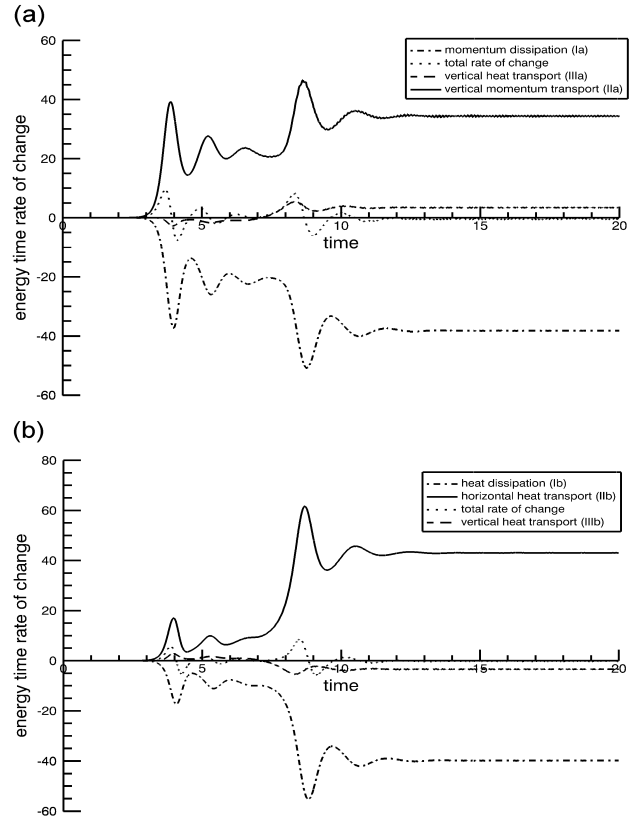 (a)
60
40
20
0
-20
-40
-60
energy time rate of change
momentum dissipation (Ia)
total rate of change
vertical heat transport (IIIa)
vertical momentum transport (IIa)
0
5
10
15
20
time
(b)
80
60
40
20
0
-20
-40
-60
energy time rate of change
heat dissipation (Ib)
horizontal heat transport (IIb)
total rate of change
vertical heat transport (IIIb)
0
5
10
15
20
time